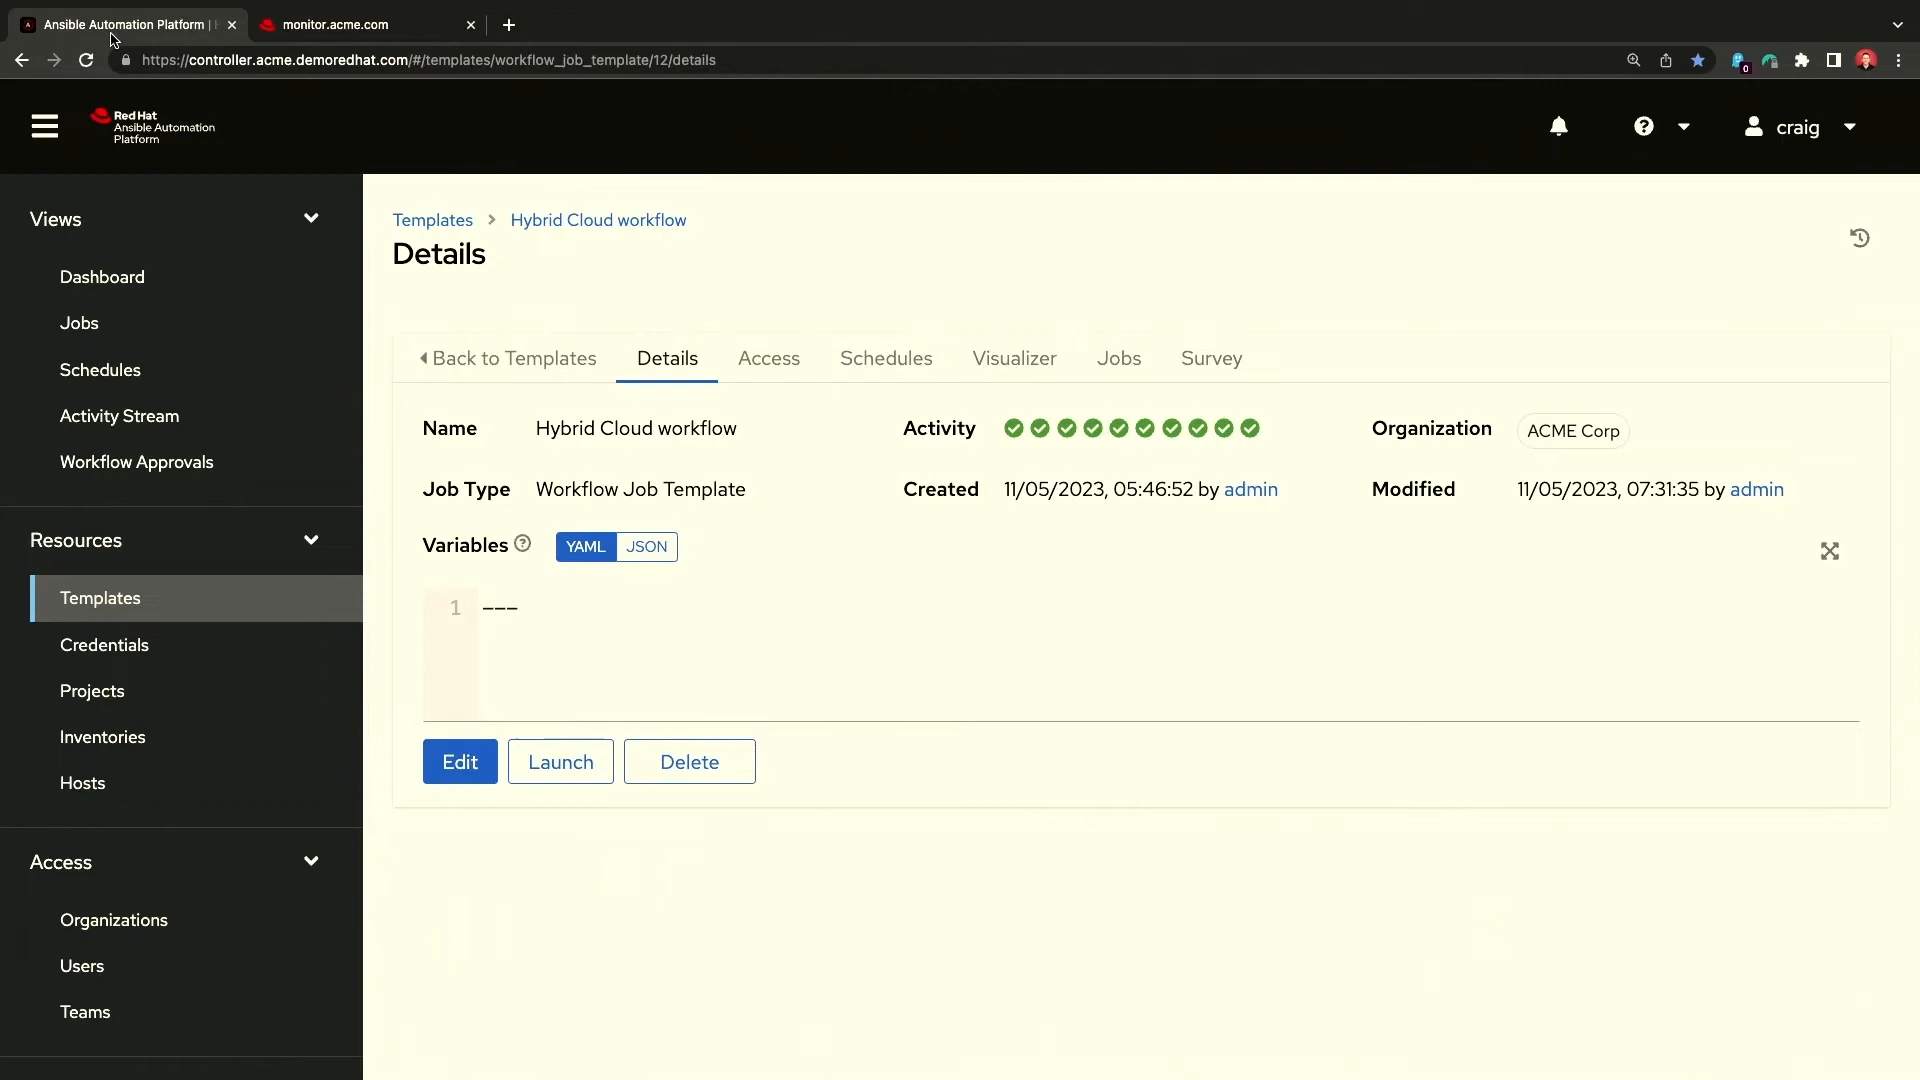 Ansible Automation Platform |
monitor.acme.com
https://controller.acme.demoredhat.com/#/templates/workflow_job_template/12/details
0
Red Hat
Ansible Automation
Platform
craig
Views
Dashboard
Jobs
Schedules
Activity Stream
Workflow Approvals
Resources
Templates
Credentials
Projects
Inventories
Hosts
Access
Organizations
Users
Teams
Templates > Hybrid Cloud workflow
Details
Back to Templates Details Access Schedules Visualizer Jobs Survey
Name Hybrid Cloud workflow Activity Organization ACME Corp
Job Type Workflow Job Template Created 11/05/2023, 05:46:52 by admin Modified 11/05/2023, 07:31:35 by admin
Variables YAML JSON
1 ---
Edit Launch Delete